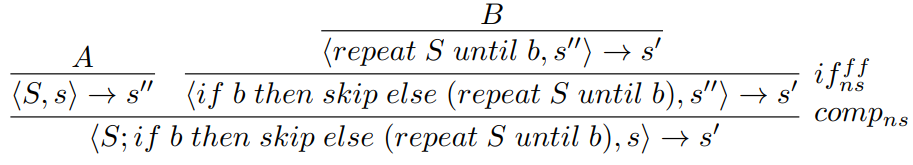 B
A ⟨repeat S until b, s′′⟩ → s′
⟨S, s⟩ → s′′ ⟨if b then skip else (repeat S until b), s′′⟩ → s′ if^{ff}_{ns}
comp_{ns}
⟨S; if b then skip else (repeat S until b), s⟩ → s′